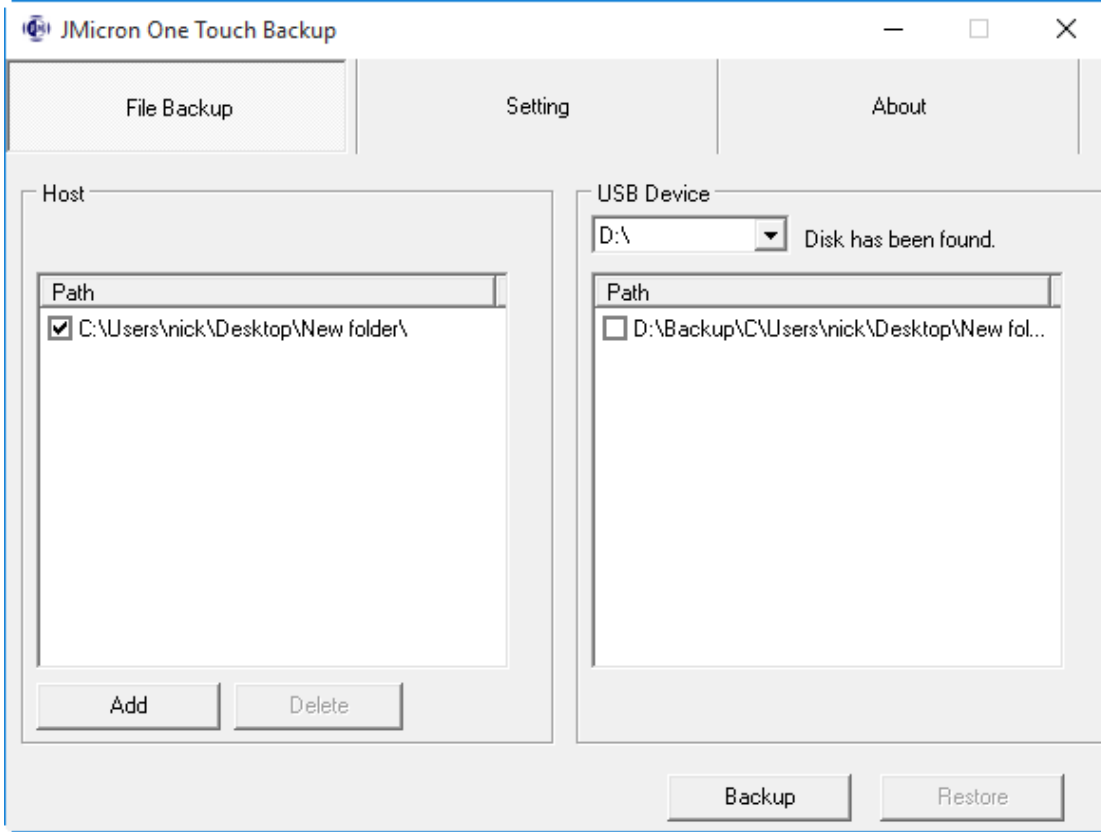 JMicron One Touch Backup
File Backup
Setting
About
Host
USB Device
D:\
Disk has been found.
Path
C:\Users\nick\Desktop\New folder\
Path
D:\Backup\C\Users\nick\Desktop\New fol...
Add
Delete
Backup
Restore